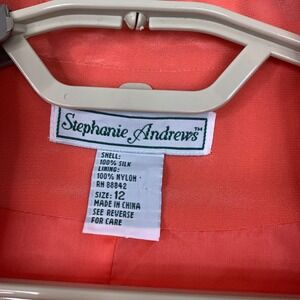 Stephanie Andrews™
SHELL:
100% SILK
LINING:
100% NYLON
RN 88842
SIZE: 12
MADE IN CHINA
SEE REVERSE
FOR CARE